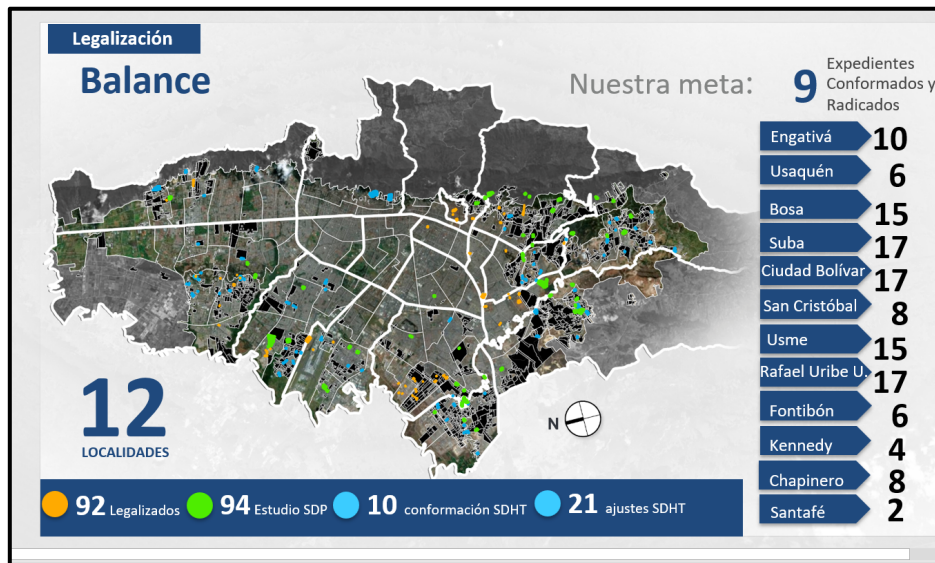 Legalización
Balance
Nuestra meta:
9
Expedientes
Conformados y
Radicados
Engativá 10
Usaquén 6
Bosa 15
Suba 17
Ciudad Bolívar 17
San Cristóbal 8
Usme 15
Rafael Uribe U. 17
Fontibón 6
Kennedy 4
Chapinero 8
Santafé 2
N
12
LOCALIDADES
92 Legalizados 94 Estudio SDP 10 conformación SDHT 21 ajustes SDHT